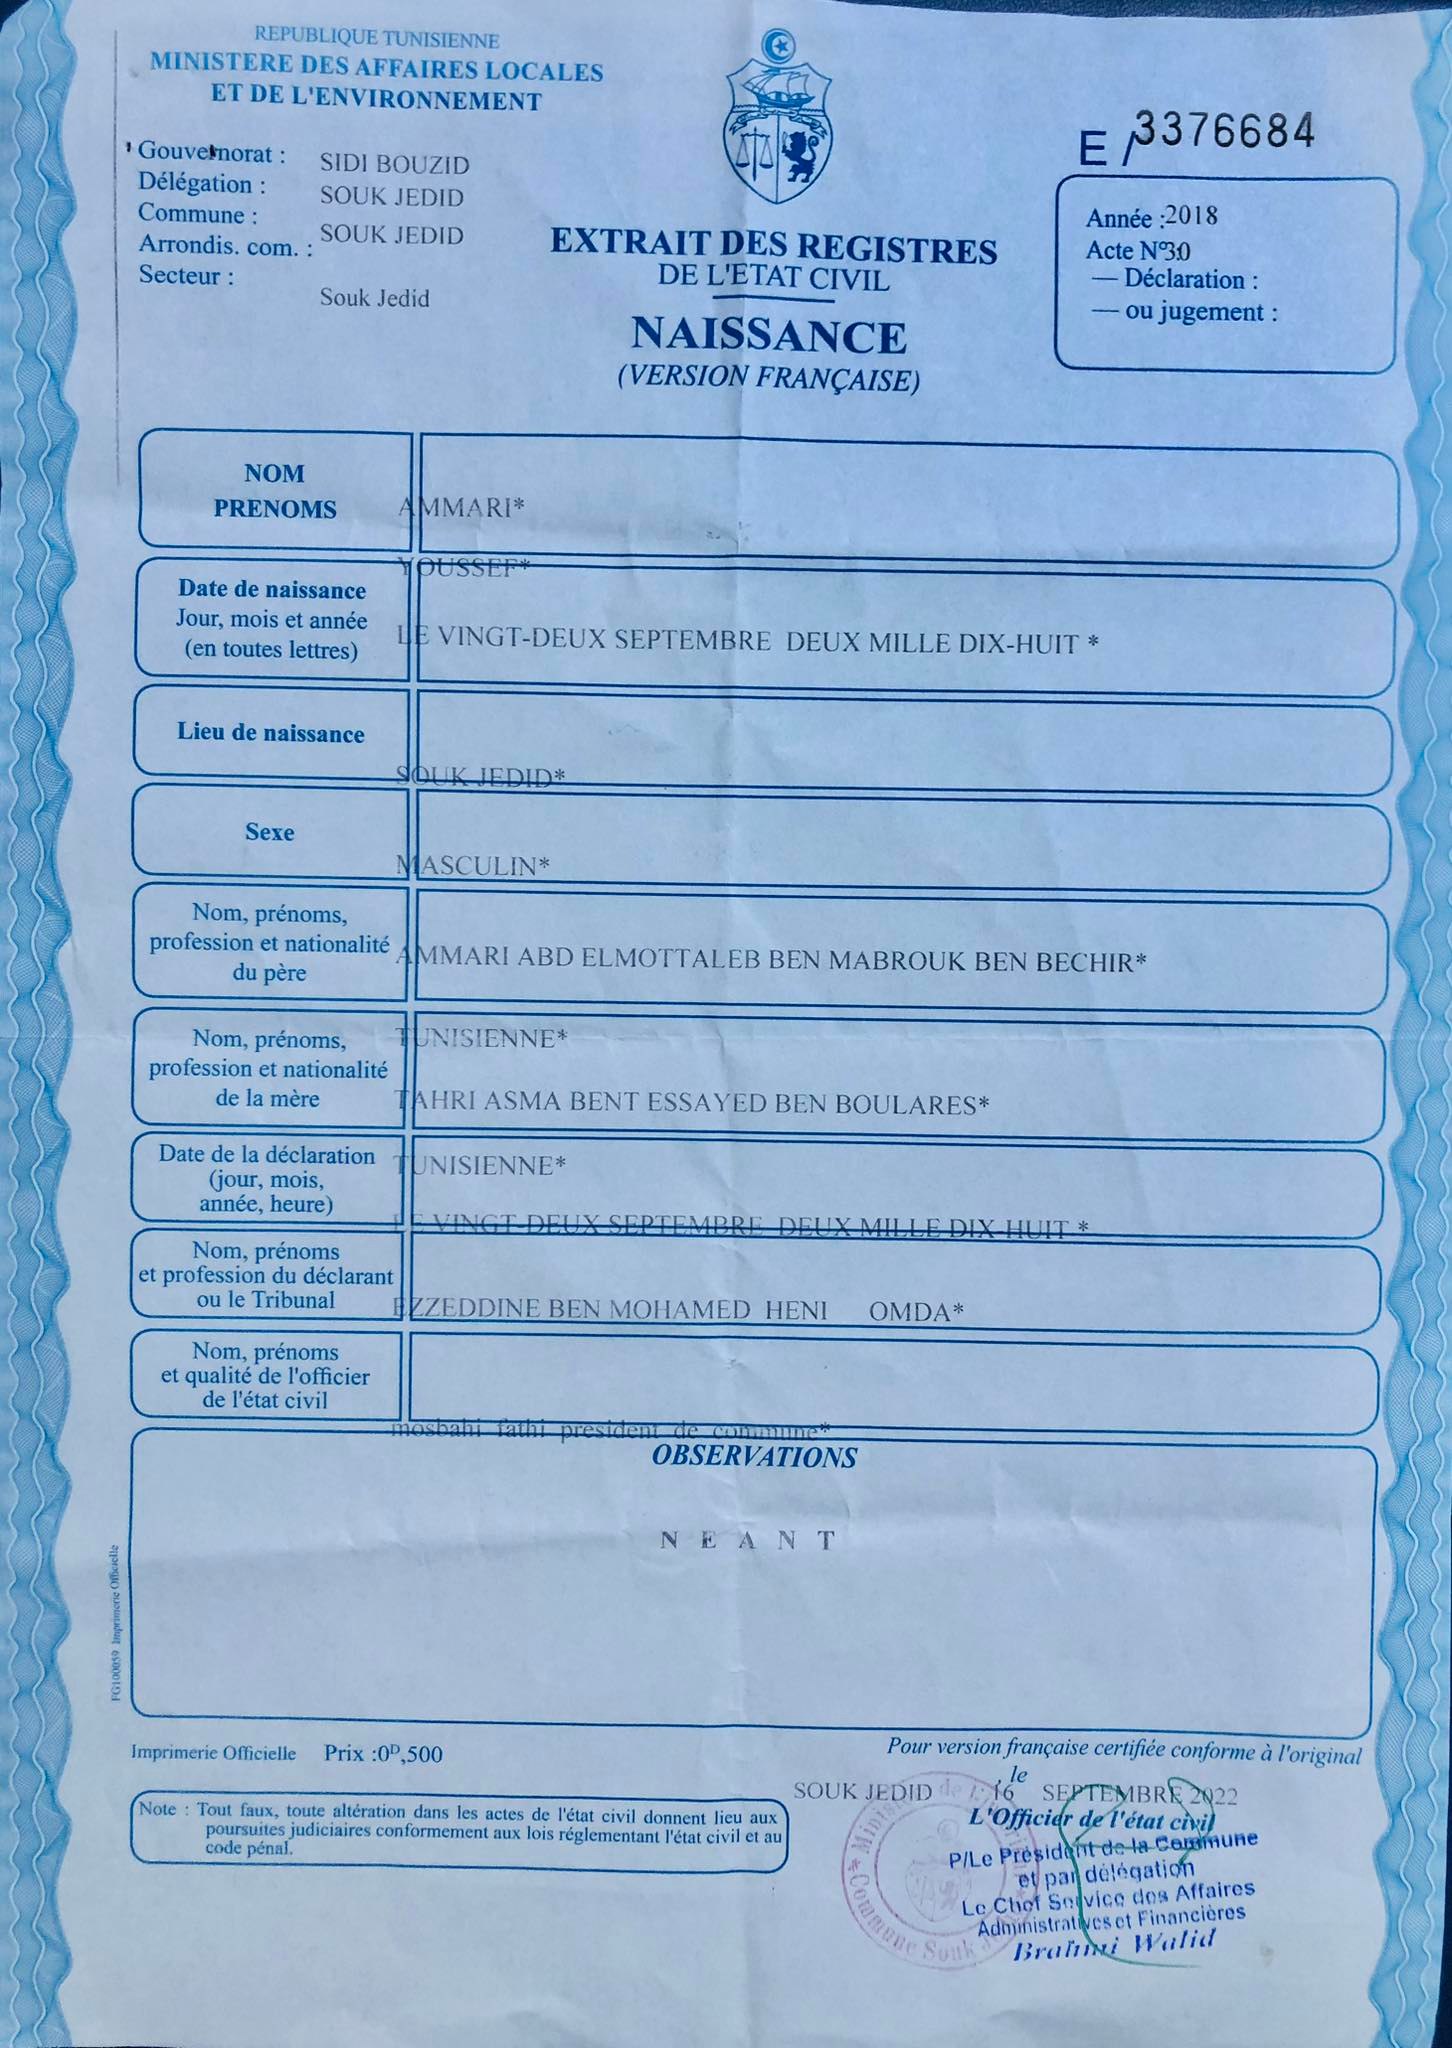 REPUBLIQUE TUNISIENNE
MINISTERE DES AFFAIRES LOCALES
ET DE L'ENVIRONNEMENT
Gouvernorat : SIDI BOUZID
Délégation : SOUK JEDID
Commune : SOUK JEDID
Arrondis. com. :
Secteur : Souk Jedid
E / 3376684
Année :2018
Acte N°30
— Déclaration :
— ou jugement :
EXTRAIT DES REGISTRES
DE L'ETAT CIVIL
NAISSANCE
(VERSION FRANÇAISE)
NOM
PRENOMS
AMMARI*
YOUSSEF*
Date de naissance
Jour, mois et année
(en toutes lettres)
LE VINGT-DEUX SEPTEMBRE DEUX MILLE DIX-HUIT *
Lieu de naissance
SOUK JEDID*
Sexe
MASCULIN*
Nom, prénoms,
profession et nationalité
du père
AMMARI ABD ELMOTTALEB BEN MABROUK BEN BECHIR*
TUNISIENNE*
Nom, prénoms,
profession et nationalité
de la mère
TAHRI ASMA BENT ESSAYED BEN BOULARES*
TUNISIENNE*
Date de la déclaration
(jour, mois,
année, heure)
LE VINGT-DEUX SEPTEMBRE DEUX MILLE DIX-HUIT *
Nom, prénoms
et profession du déclarant
ou le Tribunal
EZZEDDINE BEN MOHAMED HENI OMDA*
Nom, prénoms
et qualité de l'officier
de l'état civil
mosbahi fathi president de commune*
OBSERVATIONS
N E A N T
FG100059 Imprimerie Officielle
Imprimerie Officielle Prix :0D,500
Note : Tout faux, toute altération dans les actes de l'état civil donnent lieu aux
poursuites judiciaires conformement aux lois réglementant l'état civil et au
code pénal.
Pour version française certifiée conforme à l'original
SOUK JEDID , le 16 SEPTEMBRE 2022
L'Officier de l'état civil
P/Le Président de la Commune
et par délégation
Le Chef Service des Affaires
Administratives et Financières
Brahmi Walid
Commune Souk